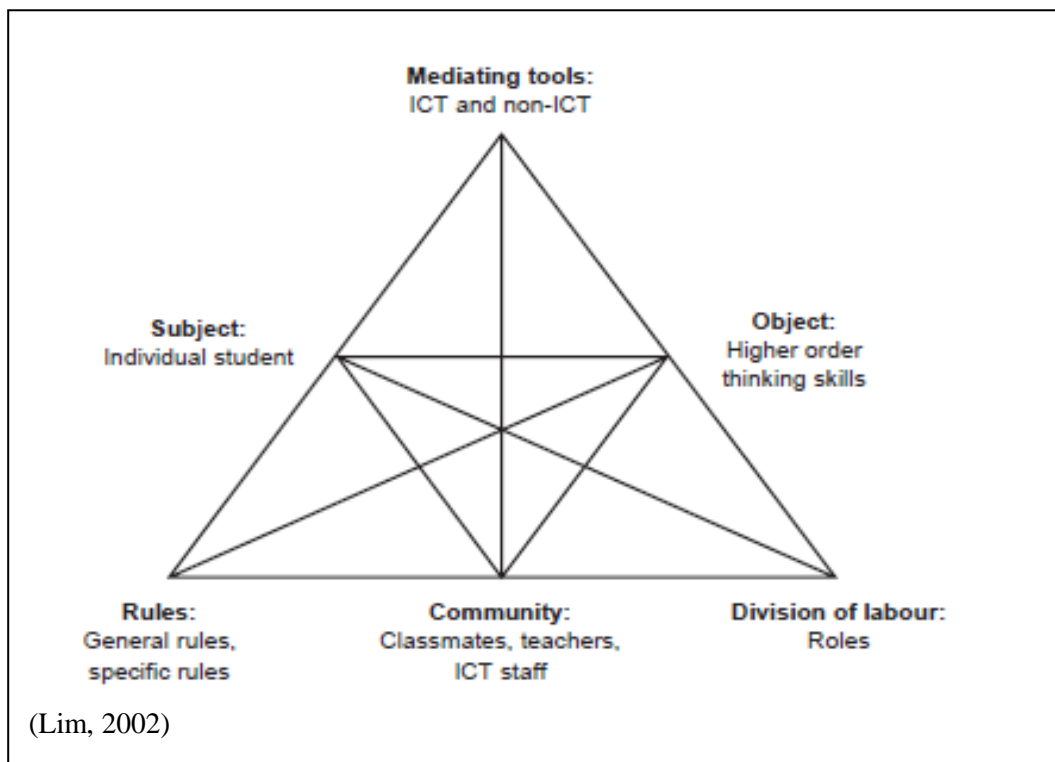 Mediating tools:
ICT and non-ICT
Subject:
Individual student
Object:
Higher order
thinking skills
Rules:
General rules,
specific rules
Community:
Classmates, teachers,
ICT staff
Division of labour:
Roles
(Lim, 2002)